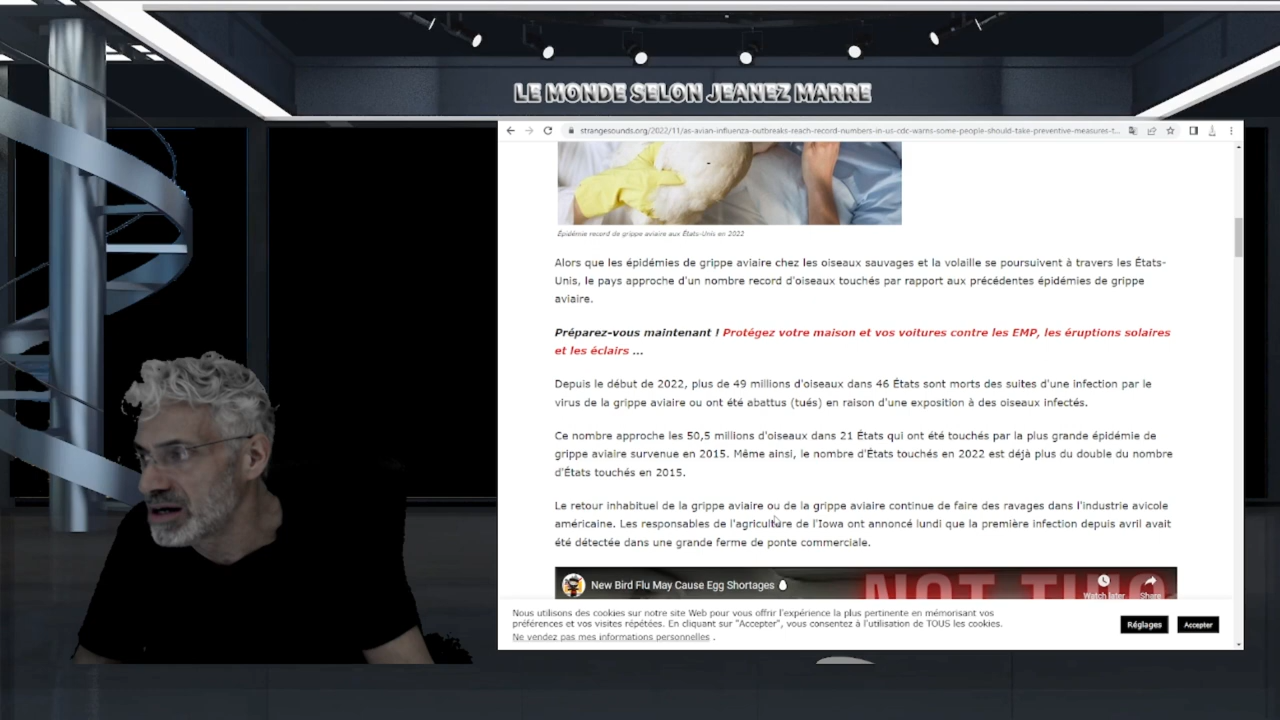 LE MONDE SELON JEANEZ MARRE
strangesounds.org/2022/11/as-avian-influenza-outbreaks-reach-record-numbers-in-us-cdc-warns-some-people-should-take-preventive-measures-t...
Épidémie record de grippe aviaire aux États-Unis en 2022
Alors que les épidémies de grippe aviaire chez les oiseaux sauvages et la volaille se poursuivent à travers les États-
Unis, le pays approche d'un nombre record d'oiseaux touchés par rapport aux précédentes épidémies de grippe
aviaire.
Préparez-vous maintenant ! Protégez votre maison et vos voitures contre les EMP, les éruptions solaires
et les éclairs ...
Depuis le début de 2022, plus de 49 millions d'oiseaux dans 46 États sont morts des suites d'une infection par le
virus de la grippe aviaire ou ont été abattus (tués) en raison d'une exposition à des oiseaux infectés.
Ce nombre approche les 50,5 millions d'oiseaux dans 21 États qui ont été touchés par la plus grande épidémie de
grippe aviaire survenue en 2015. Même ainsi, le nombre d'États touchés en 2022 est déjà plus du double du nombre
d'États touchés en 2015.
Le retour inhabituel de la grippe aviaire ou de la grippe aviaire continue de faire des ravages dans l'industrie avicole
américaine. Les responsables de l'agriculture de l'Iowa ont annoncé lundi que la première infection depuis avril avait
été détectée dans une grande ferme de ponte commerciale.
New Bird Flu May Cause Egg Shortages
Watch later
Share
NOT THIS
Nous utilisons des cookies sur notre site Web pour vous offrir l'expérience la plus pertinente en mémorisant vos
préférences et vos visites répétées. En cliquant sur "Accepter", vous consentez à l'utilisation de TOUS les cookies.
Ne vendez pas mes informations personnelles .
Réglages
Accepter